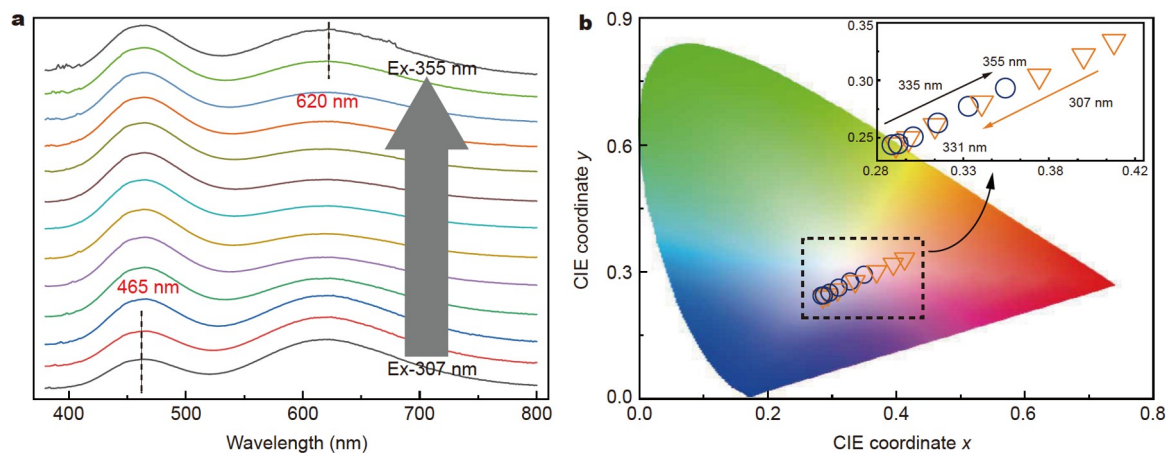 a
Ex-355 nm
620 nm
465 nm
Ex-307 nm
400 500 600 700 800
Wavelength (nm)
b
0.9
0.6
0.3
0.0
CIE coordinate y
0.0 0.2 0.4 0.6 0.8
CIE coordinate x
0.35
0.30
0.25
335 nm
355 nm
307 nm
331 nm
0.28 0.33 0.38 0.42